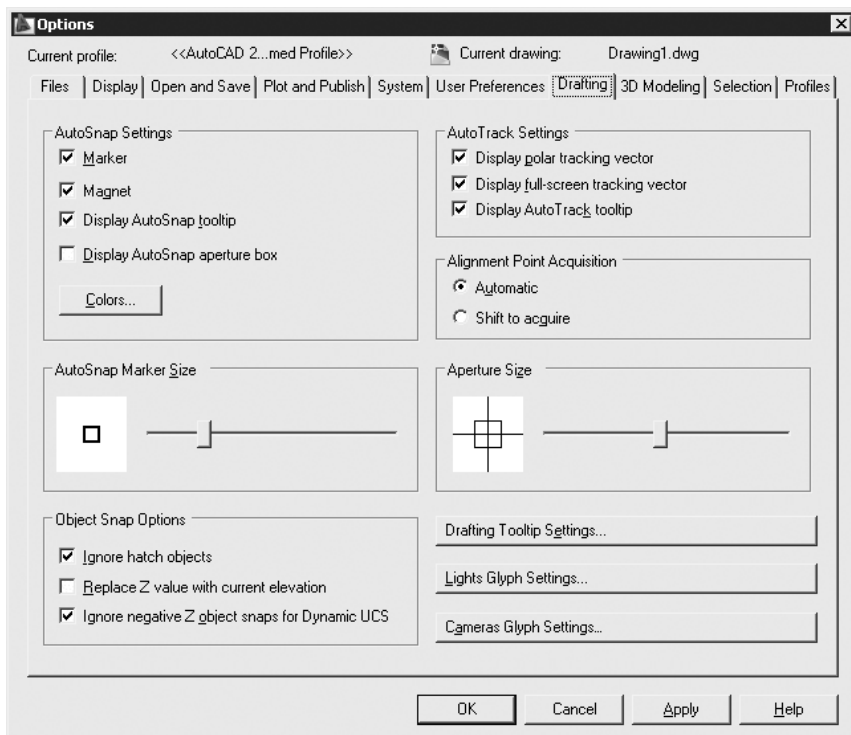 Options
Current profile: <<AutoCAD 2...med Profile>> Current drawing: Drawing1.dwg
Files Display Open and Save Plot and Publish System User Preferences Drafting 3D Modeling Selection Profiles
AutoSnap Settings
Marker
Magnet
Display AutoSnap tooltip
Display AutoSnap aperture box
Colors...
AutoTrack Settings
Display polar tracking vector
Display full-screen tracking vector
Display AutoTrack tooltip
Alignment Point Acquisition
Automatic
Shift to acquire
AutoSnap Marker Size
Aperture Size
Object Snap Options
Ignore hatch objects
Replace Z value with current elevation
Ignore negative Z object snaps for Dynamic UCS
Drafting Tooltip Settings...
Lights Glyph Settings...
Cameras Glyph Settings...
OK Cancel Apply Help